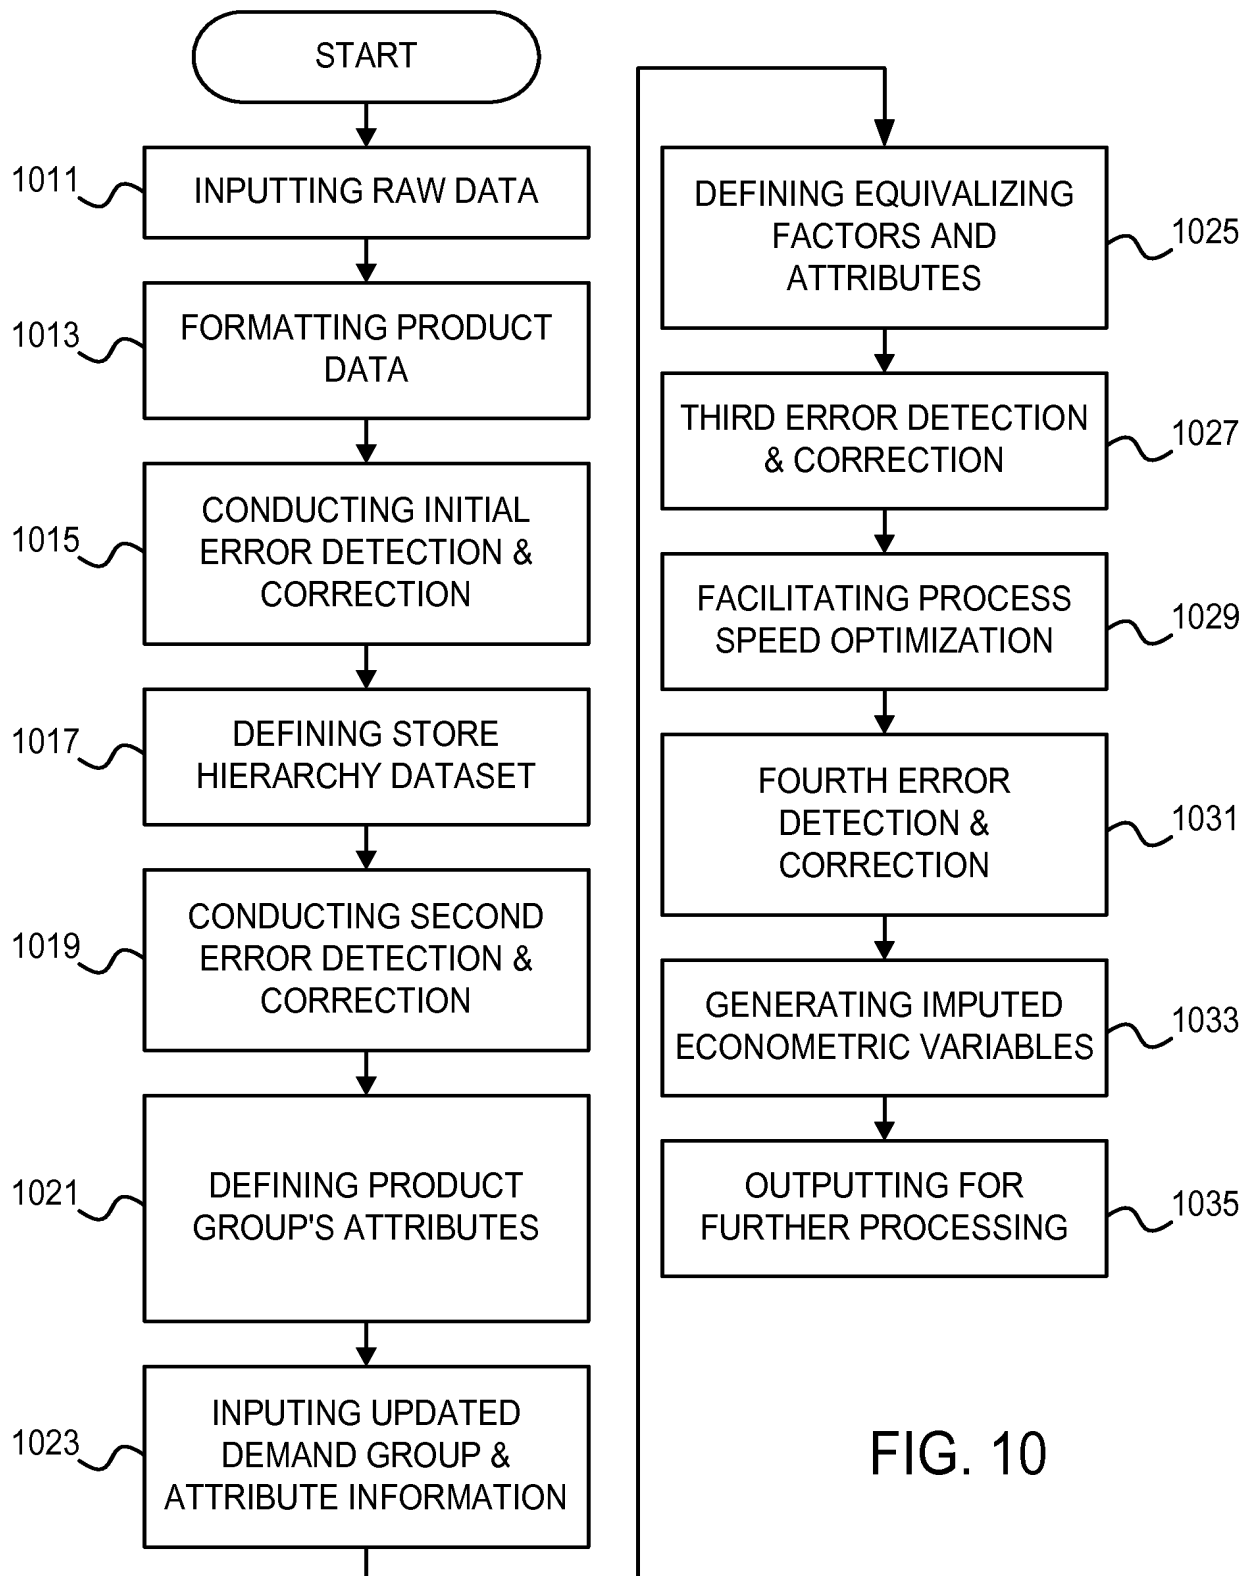 START
1011
INPUTTING RAW DATA
1013
FORMATTING PRODUCT
DATA
1015
CONDUCTING INITIAL
ERROR DETECTION &
CORRECTION
1017
DEFINING STORE
HIERARCHY DATASET
1019
CONDUCTING SECOND
ERROR DETECTION &
CORRECTION
1021
DEFINING PRODUCT
GROUP'S ATTRIBUTES
1023
INPUTING UPDATED
DEMAND GROUP &
ATTRIBUTE INFORMATION
DEFINING EQUIVALIZING
FACTORS AND
ATTRIBUTES
1025
THIRD ERROR DETECTION
& CORRECTION
1027
FACILITATING PROCESS
SPEED OPTIMIZATION
1029
FOURTH ERROR
DETECTION &
CORRECTION
1031
GENERATING IMPUTED
ECONOMETRIC VARIABLES
1033
OUTPUTTING FOR
FURTHER PROCESSING
1035
FIG. 10